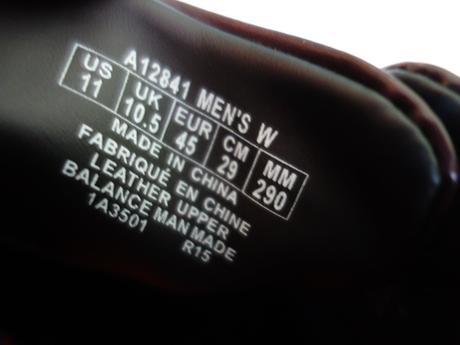 A12841 MEN'S W
US UK EUR CM MM
11 10.5 45 29 290
MADE IN CHINA
FABRIQUÉ EN CHINE
LEATHER UPPER
BALANCE MAN MADE
1A3501 R15